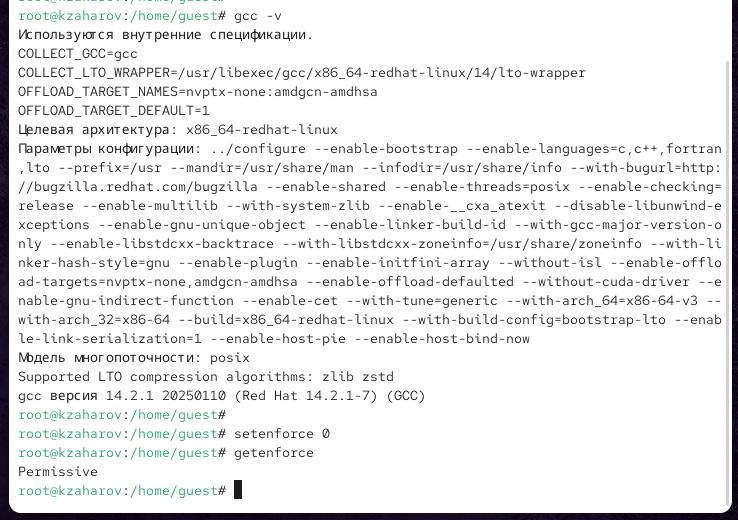 root@kzaharov:/home/guest# gcc -v
Используются внутренние спецификации.
COLLECT_GCC=gcc
COLLECT_LTO_WRAPPER=/usr/libexec/gcc/x86_64-redhat-linux/14/lto-wrapper
OFFLOAD_TARGET_NAMES=nvptx-none:amdgcn-amdhsa
OFFLOAD_TARGET_DEFAULT=1
Целевая архитектура: x86_64-redhat-linux
Параметры конфигурации: ../configure --enable-bootstrap --enable-languages=c,c++,fortran
,lto --prefix=/usr --mandir=/usr/share/man --infodir=/usr/share/info --with-bugurl=http:
//bugzilla.redhat.com/bugzilla --enable-shared --enable-threads=posix --enable-checking=
release --enable-multilib --with-system-zlib --enable-__cxa_atexit --disable-libunwind-e
xceptions --enable-gnu-unique-object --enable-linker-build-id --with-gcc-major-version-o
nly --enable-libstdcxx-backtrace --with-libstdcxx-zoneinfo=/usr/share/zoneinfo --with-li
nker-hash-style=gnu --enable-plugin --enable-initfini-array --without-isl --enable-offlo
ad-targets=nvptx-none,amdgcn-amdhsa --enable-offload-defaulted --without-cuda-driver --e
nable-gnu-indirect-function --enable-cet --with-tune=generic --with-arch_64=x86-64-v3 --
with-arch_32=x86-64 --build=x86_64-redhat-linux --with-build-config=bootstrap-lto --enab
le-link-serialization=1 --enable-host-pie --enable-host-bind-now
Модель многопоточности: posix
Supported LTO compression algorithms: zlib zstd
gcc версия 14.2.1 20250110 (Red Hat 14.2.1-7) (GCC)
root@kzaharov:/home/guest#
root@kzaharov:/home/guest# setenforce 0
root@kzaharov:/home/guest# getenforce
Permissive
root@kzaharov:/home/guest#